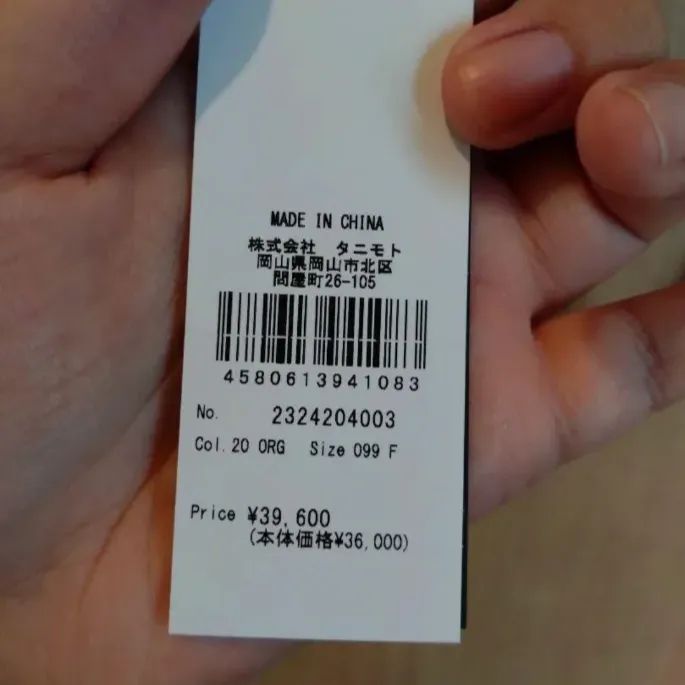 MADE IN CHINA
株式会社 タニモト
岡山県岡山市北区
問屋町26-105
4580613941083
No. 2324204003
Col.20 ORG Size 099 F
Price ¥39,600
(本体価格¥36,000)